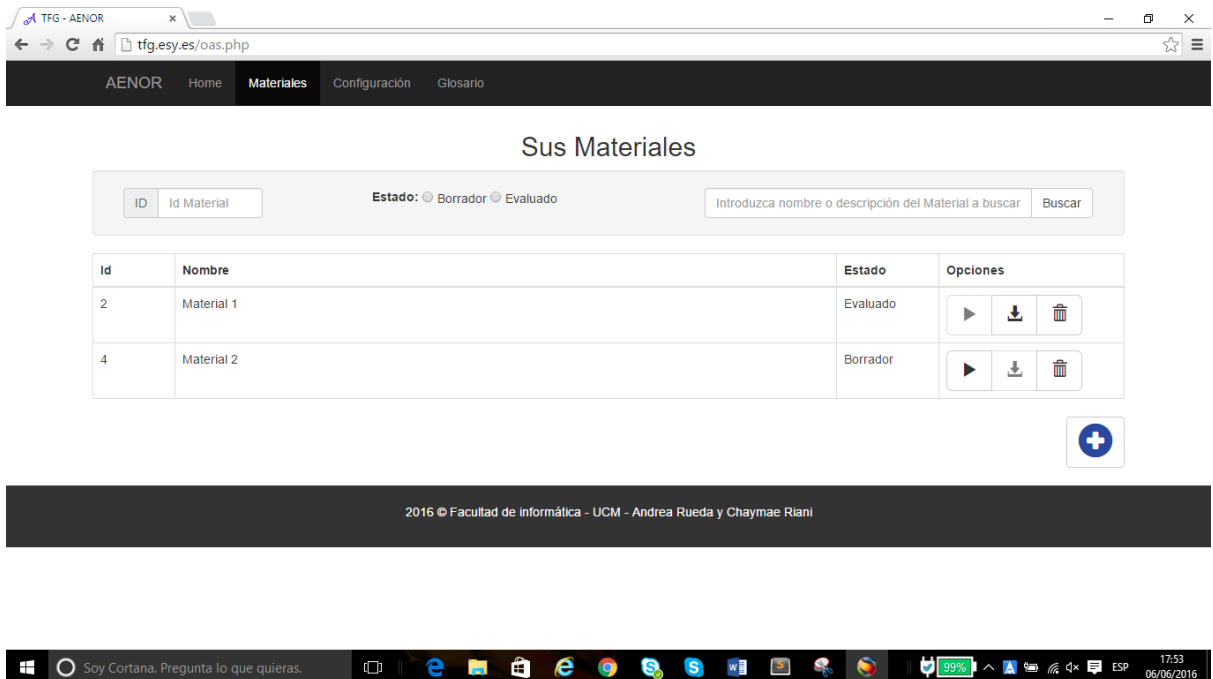 TFG - AENOR
tfg.esy.es/oas.php
AENOR Home Materiales Configuración Glosario
Sus Materiales
ID Id Material Estado: Borrador Evaluado Introduzca nombre o descripción del Material a buscar Buscar
Id Nombre Estado Opciones
2 Material 1 Evaluado
4 Material 2 Borrador
2016 © Facultad de informática - UCM - Andrea Rueda y Chaymae Riani
Soy Cortana. Pregunta lo que quieras. 99% ESP 17:53
06/06/2016